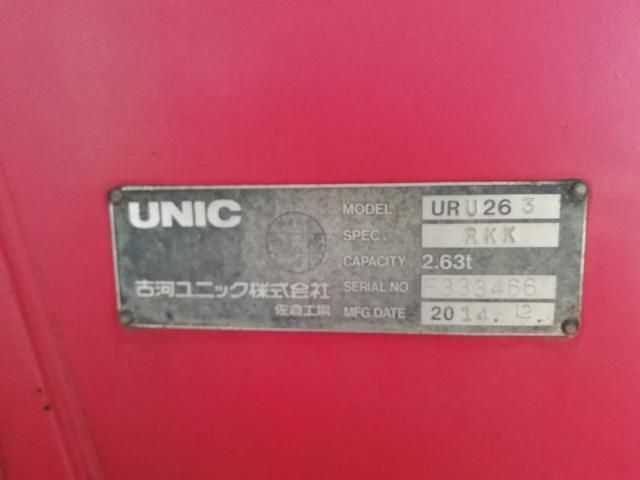 UNIC
MODEL URU263
SPEC. RKK
CAPACITY 2.63t
古河ユニック株式会社
SERIAL NO. F333466
佐倉工場
MFG.DATE 2014.12.